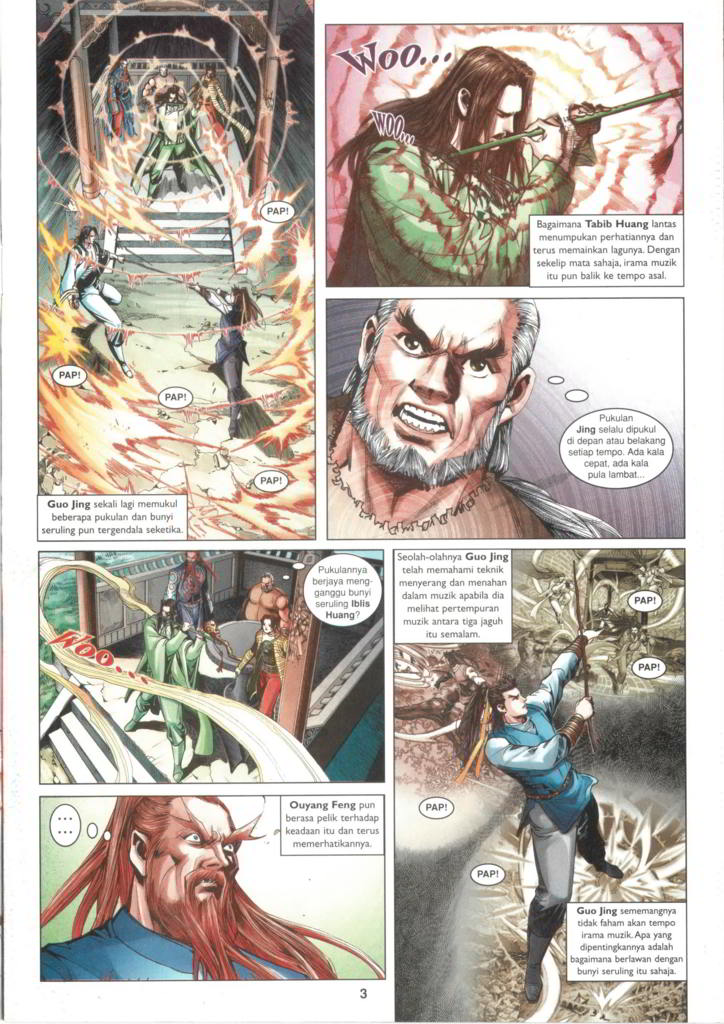 PAP!
PAP!
PAP!
PAP!
Guo Jing sekali lagi memukul
beberapa pukulan dan bunyi
seruling pun tergendala seketika.
WOO...
WOO...
Bagaimana Tabib Huang lantas
menumpukan perhatiannya dan
terus memainkan lagunya. Dengan
sekelip mata sahaja, irama muzik
itu pun balik ke tempo asal.
Pukulan
Jing selalu dipukul
di depan atau belakang
setiap tempo. Ada kala
cepat, ada kala
pula lambat...
Pukulannya
berjaya meng-
ganggu bunyi
seruling Iblis
Huang?
WOO...
Seolah-olahnya Guo Jing
telah memahami teknik
menyerang dan menahan
dalam muzik apabila dia
melihat pertempuran
muzik antara tiga jaguh
itu semalam.
PAP!
PAP!
PAP!
PAP!
Guo Jing sememangnya
tidak faham akan tempo
irama muzik. Apa yang
dipentingkannya adalah
bagaimana berlawan dengan
bunyi seruling itu sahaja.
...
...
Ouyang Feng pun
berasa pelik terhadap
keadaan itu dan terus
memerhatikannya.
3